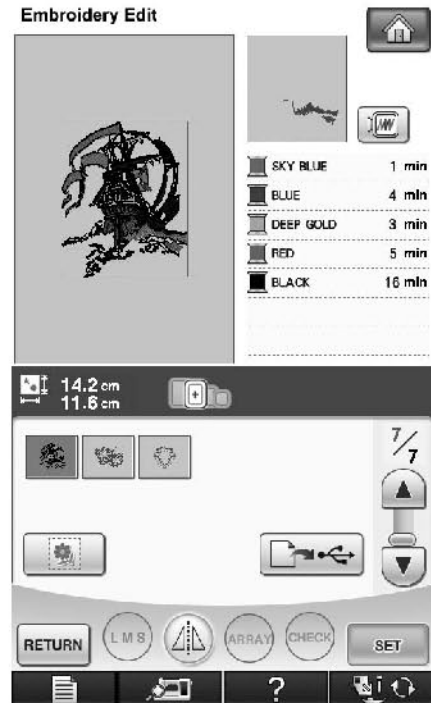 Embroidery Edit
SKY BLUE 1 min
BLUE 4 min
DEEP GOLD 3 min
RED 5 min
BLACK 16 min
14.2 cm
11.6 cm
7/7
RETURN
L M S
ARRAY
CHECK
SET
?